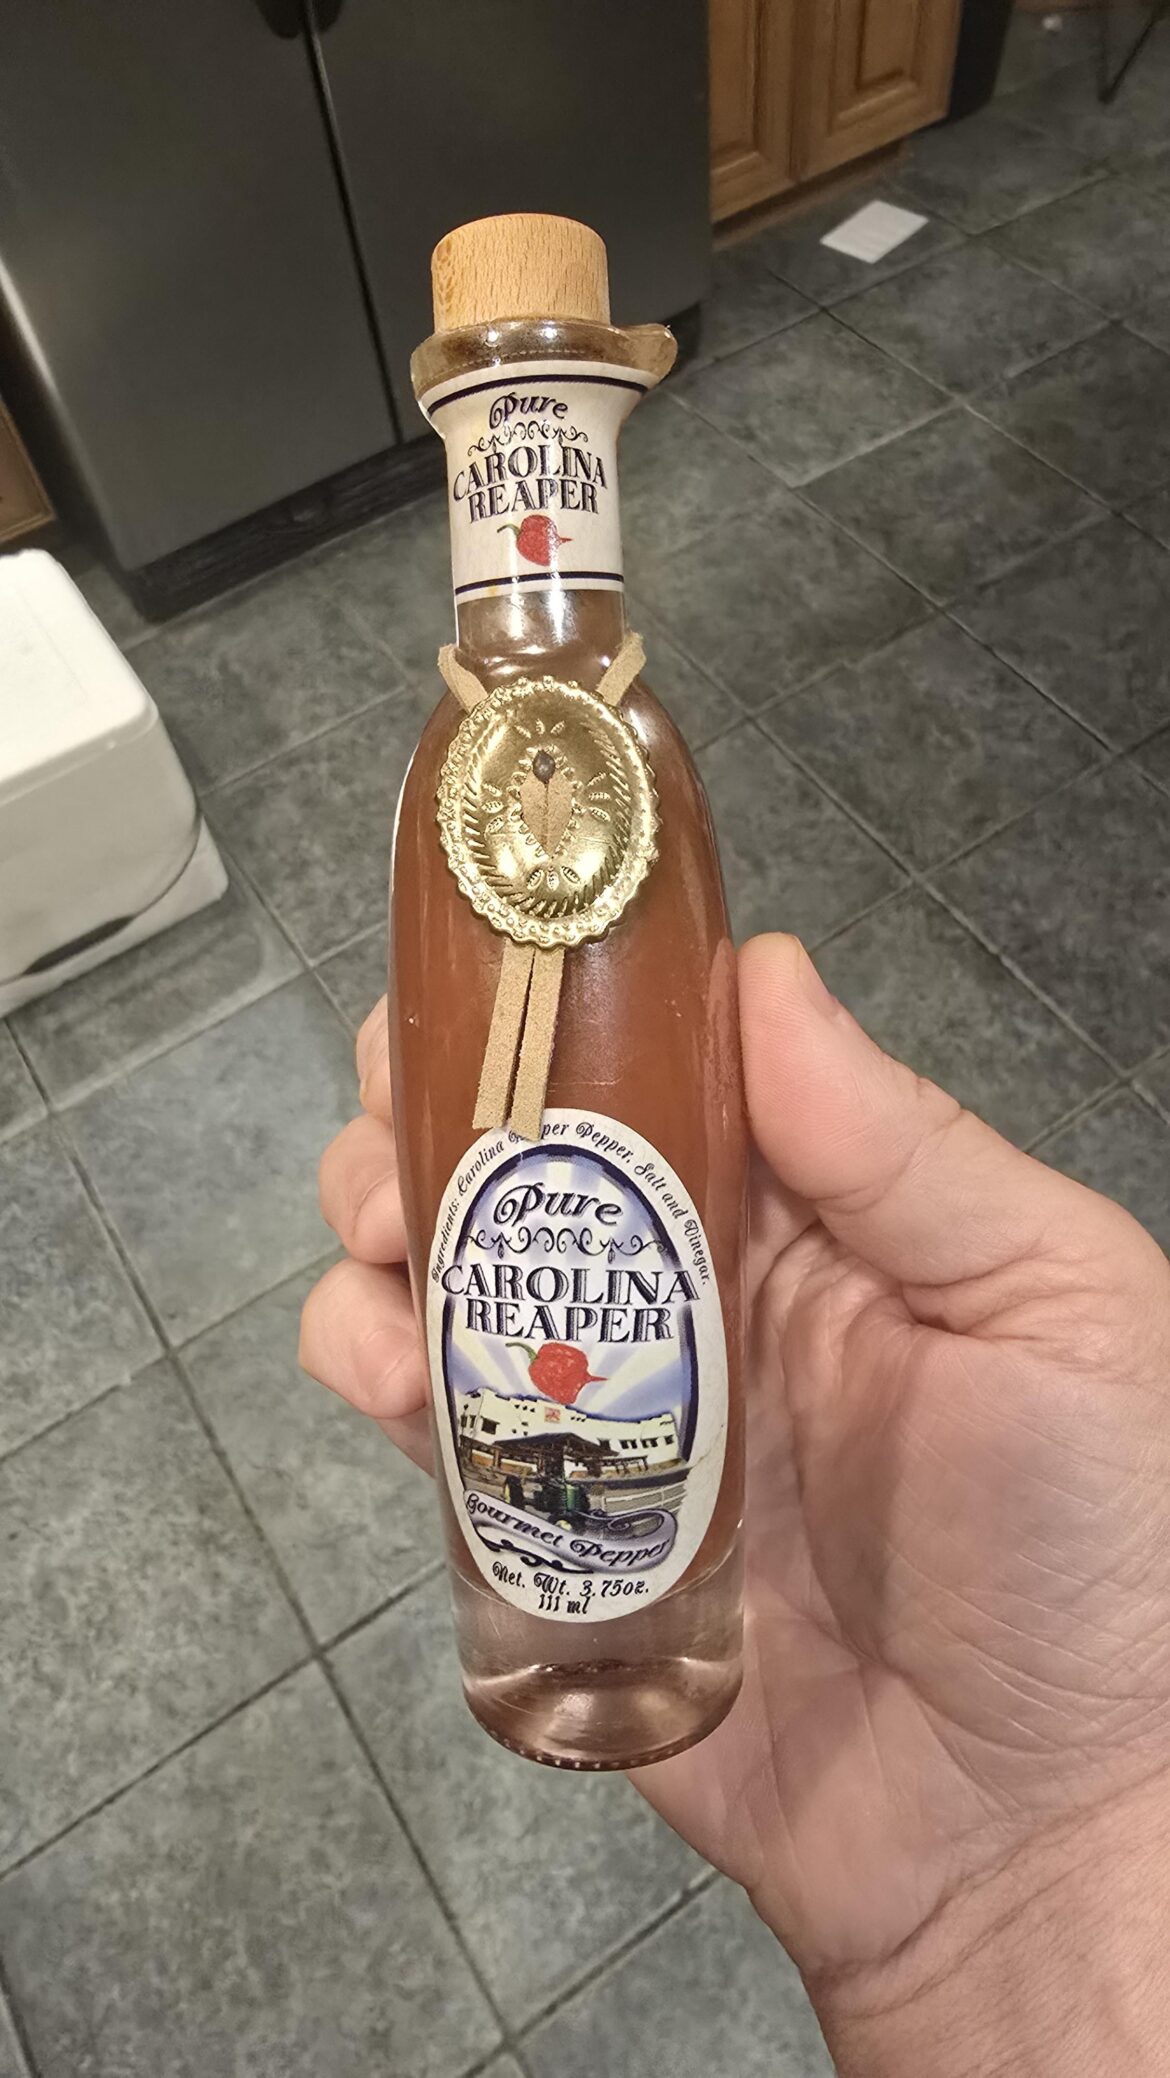 Pure
CAROLINA
REAPER
Ingredients: Carolina Pepper, Salt and Vinegar.
Pure
CAROLINA
REAPER
Gourmet Pepper
Net. Wt. 3.75oz.
111 ml